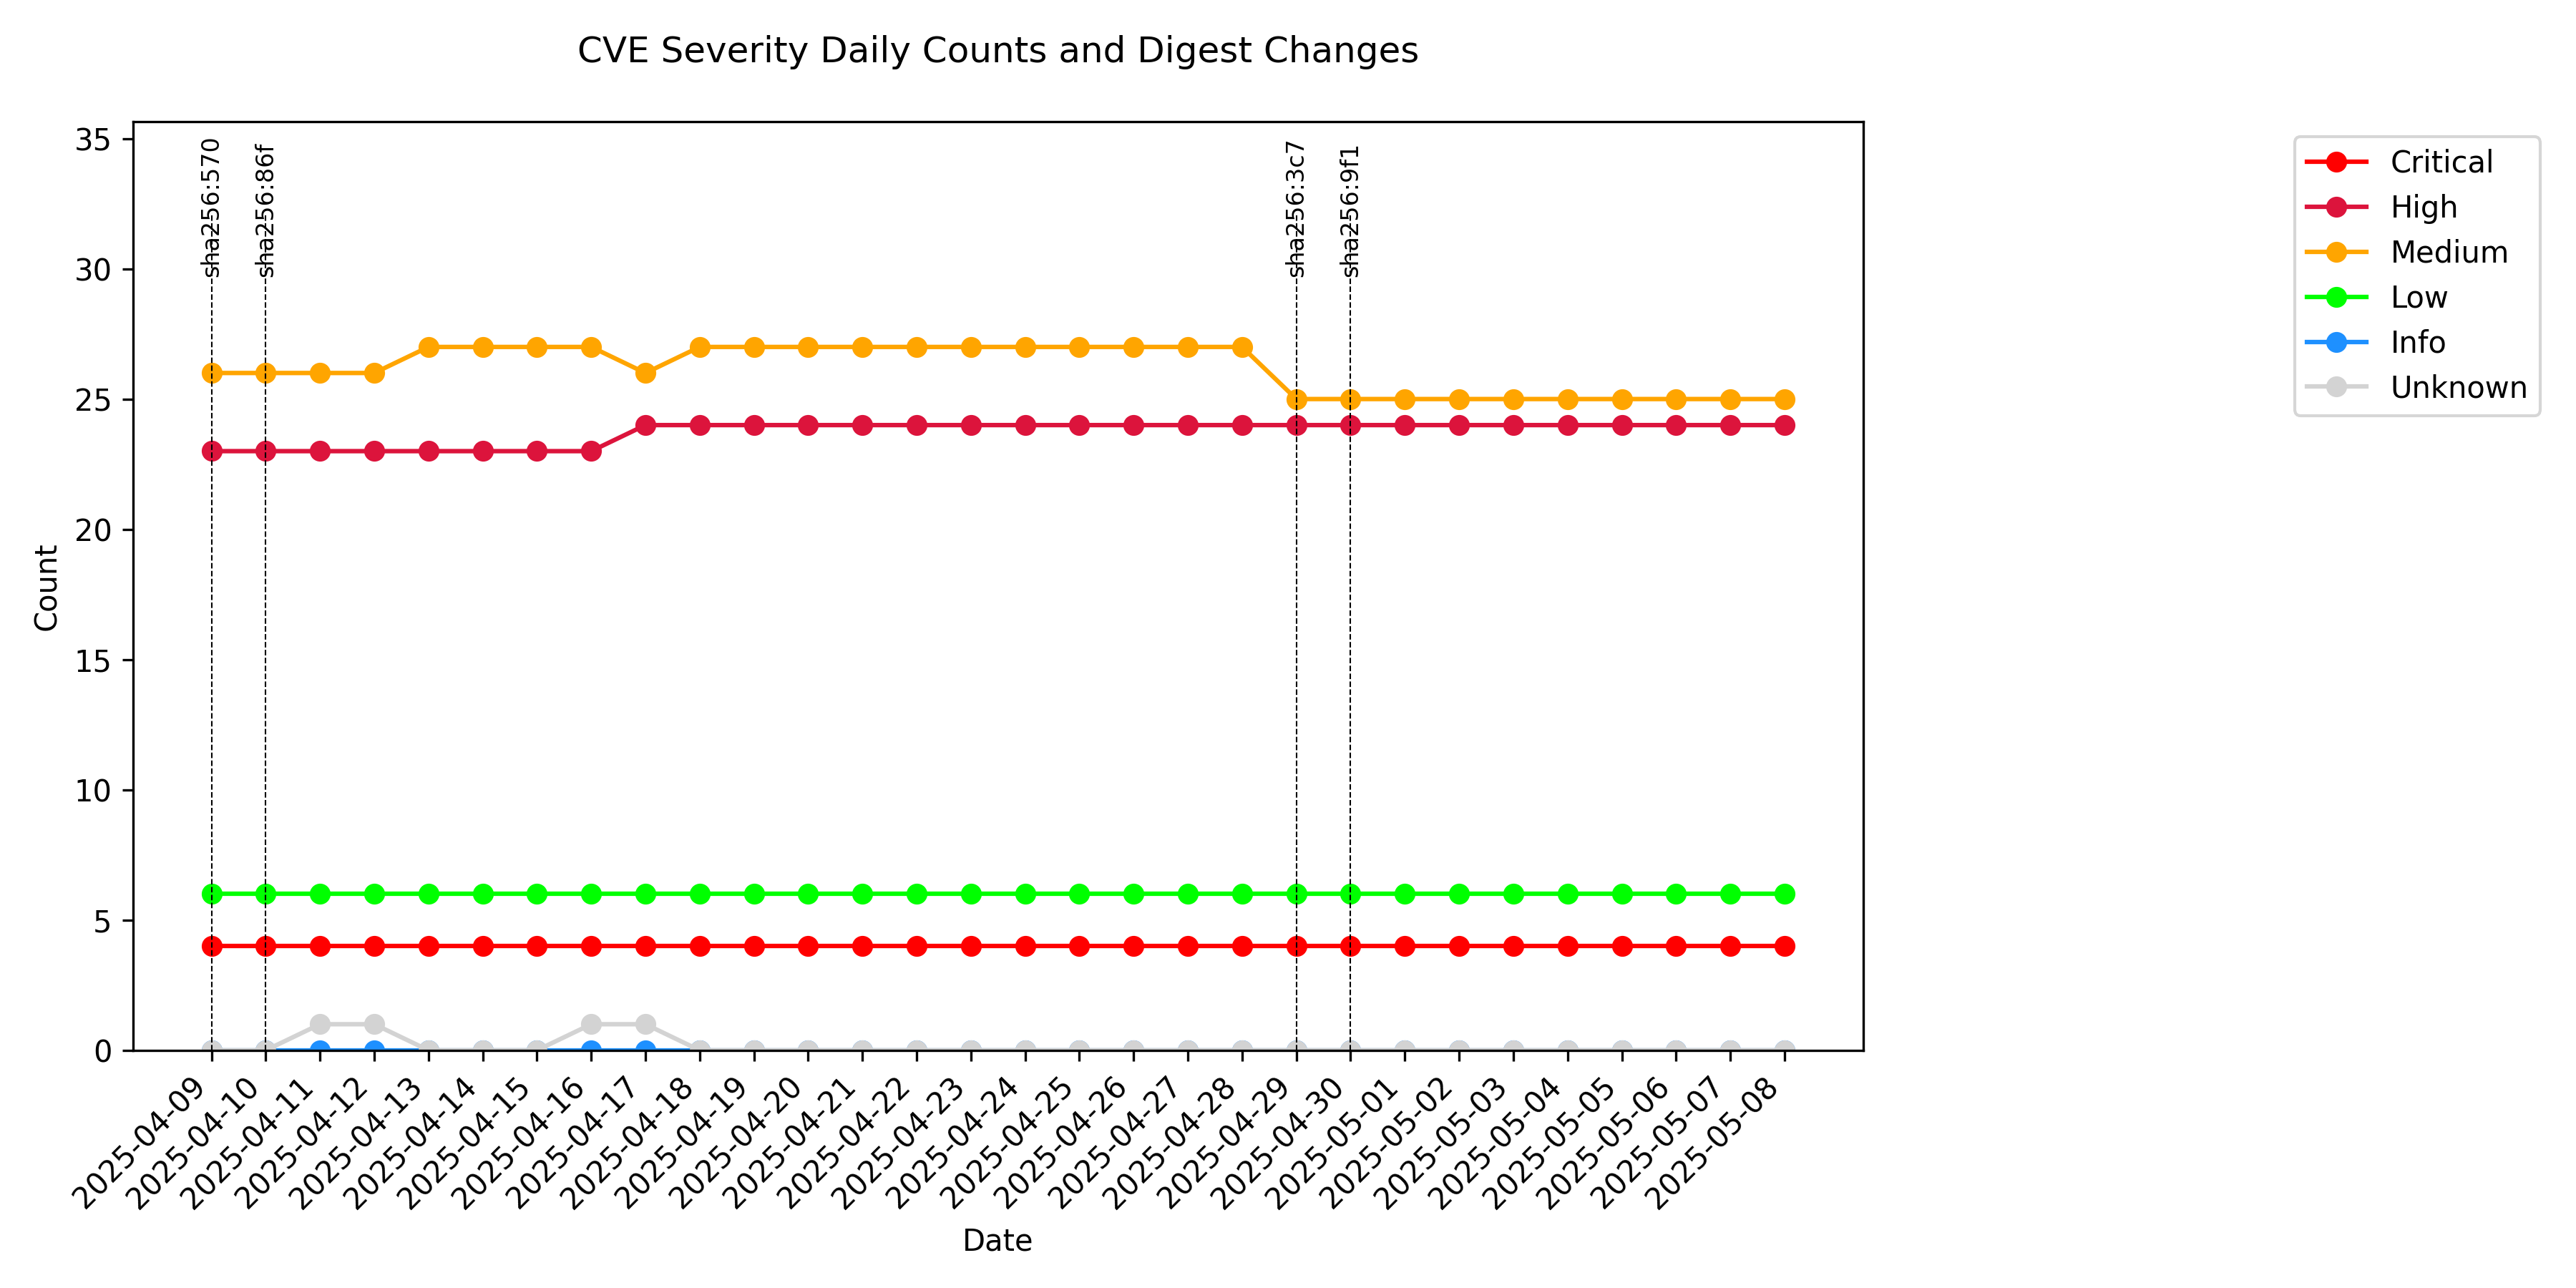 CVE Severity Daily Counts and Digest Changes
35
30
25
20
15
10
5
0
Count
sha256:570
sha256:86f
sha256:3c7
sha256:9f1
Critical
High
Medium
Low
Info
Unknown
2025-04-09
2025-04-10
2025-04-11
2025-04-12
2025-04-13
2025-04-14
2025-04-15
2025-04-16
2025-04-17
2025-04-18
2025-04-19
2025-04-20
2025-04-21
2025-04-22
2025-04-23
2025-04-24
2025-04-25
2025-04-26
2025-04-27
2025-04-28
2025-04-29
2025-04-30
2025-05-01
2025-05-02
2025-05-03
2025-05-04
2025-05-05
2025-05-06
2025-05-07
2025-05-08
Date